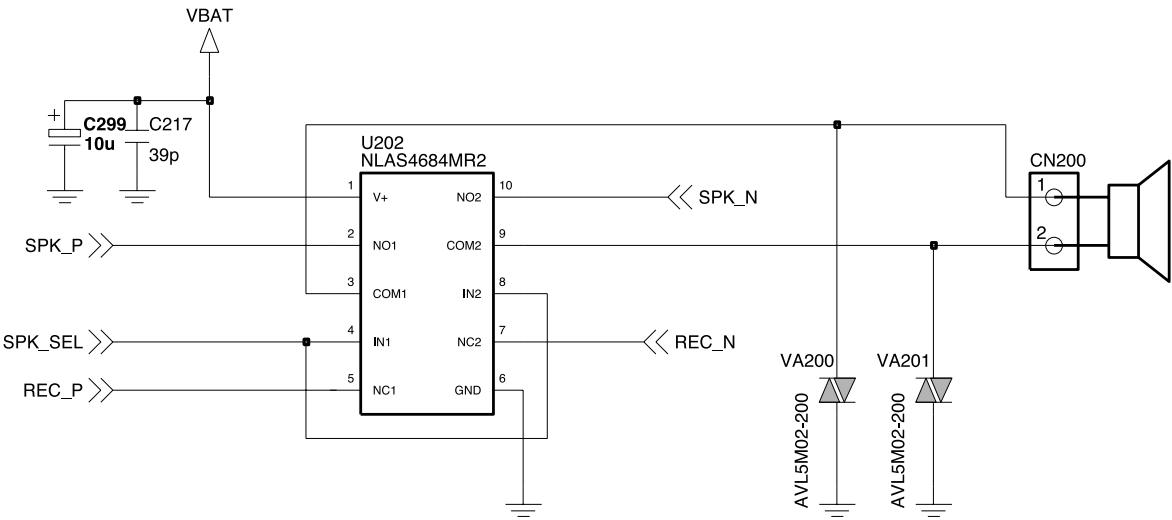 VBAT
+
C299
10u
C217
39p
U202
NLAS4684MR2
1
V+
NO2
10
SPK_N
SPK_P
2
NO1
COM2
9
3
COM1
IN2
8
SPK_SEL
4
IN1
NC2
7
REC_N
REC_P
5
NC1
GND
6
CN200
1
2
VA200
AVL5M02-200
VA201
AVL5M02-200